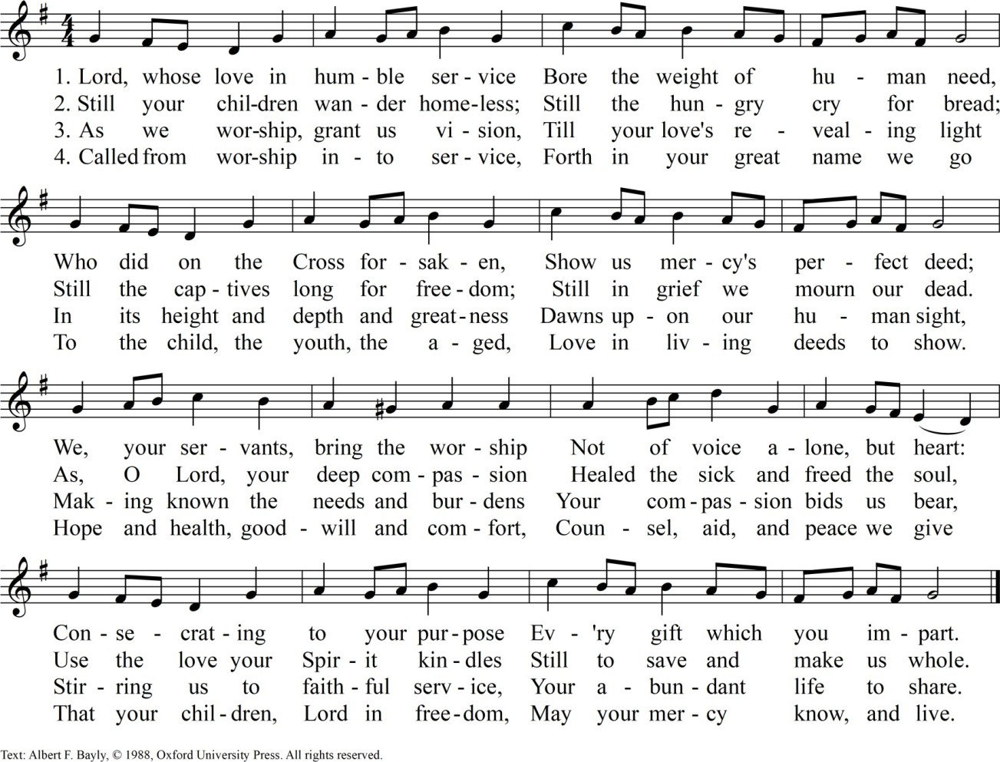 1. Lord, whose love in hum - ble ser - vice Bore the weight of hu - man need,
2. Still your chil-dren wan - der home-less; Still the hun - gry cry for bread;
3. As we wor-ship, grant us vi - sion, Till your love's re - veal - ing light
4. Called from wor-ship in - to ser - vice, Forth in your great name we go
Who did on the Cross for - sak - en, Show us mer - cy's per - fect deed;
Still the cap - tives long for free - dom; Still in grief we mourn our dead.
In its height and depth and great - ness Dawns up - on our hu - man sight,
To the child, the youth, the a - ged, Love in liv - ing deeds to show.
We, your ser - vants, bring the wor - ship Not of voice a - lone, but heart:
As, O Lord, your deep com - pas - sion Healed the sick and freed the soul,
Mak - ing known the needs and bur - dens Your com - pas - sion bids us bear,
Hope and health, good - will and com - fort, Coun - sel, aid, and peace we give
Con - se - crat - ing to your pur - pose Ev - 'ry gift which you im - part.
Use the love your Spir - it kin - dles Still to save and make us whole.
Stir - ring us to faith - ful serv - ice, Your a - bun - dant life to share.
That your chil - dren, Lord in free - dom, May your mer - cy know, and live.
Text: Albert F. Bayly, © 1988, Oxford University Press. All rights reserved.